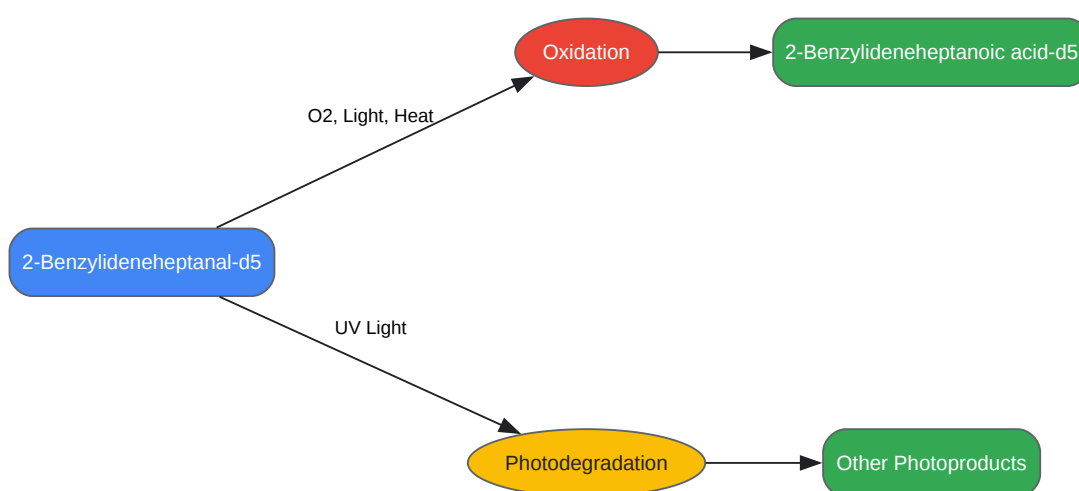 Oxidation
2-Benzylideneheptanoic acid-d5
O2, Light, Heat
2-Benzylideneheptanal-d5
UV Light
Photodegradation
Other Photoproducts